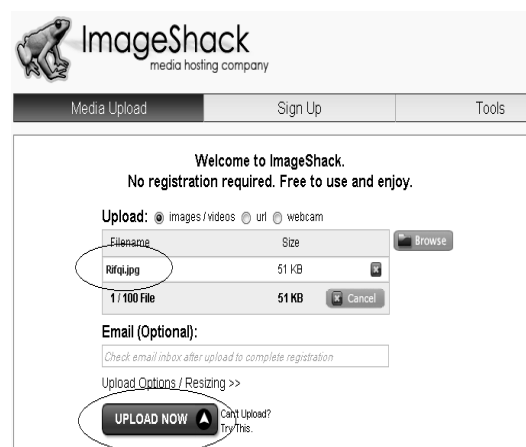 ImageShack
media hosting company
Media Upload Sign Up Tools
Welcome to ImageShack.
No registration required. Free to use and enjoy.
Upload: images / videos url webcam
Filename Size Browse
Rifqi.jpg 51 KB
1 / 100 File 51 KB Cancel
Email (Optional):
Check email inbox after upload to complete registration
Upload Options / Resizing >>
UPLOAD NOW Can't Upload?
Try This.